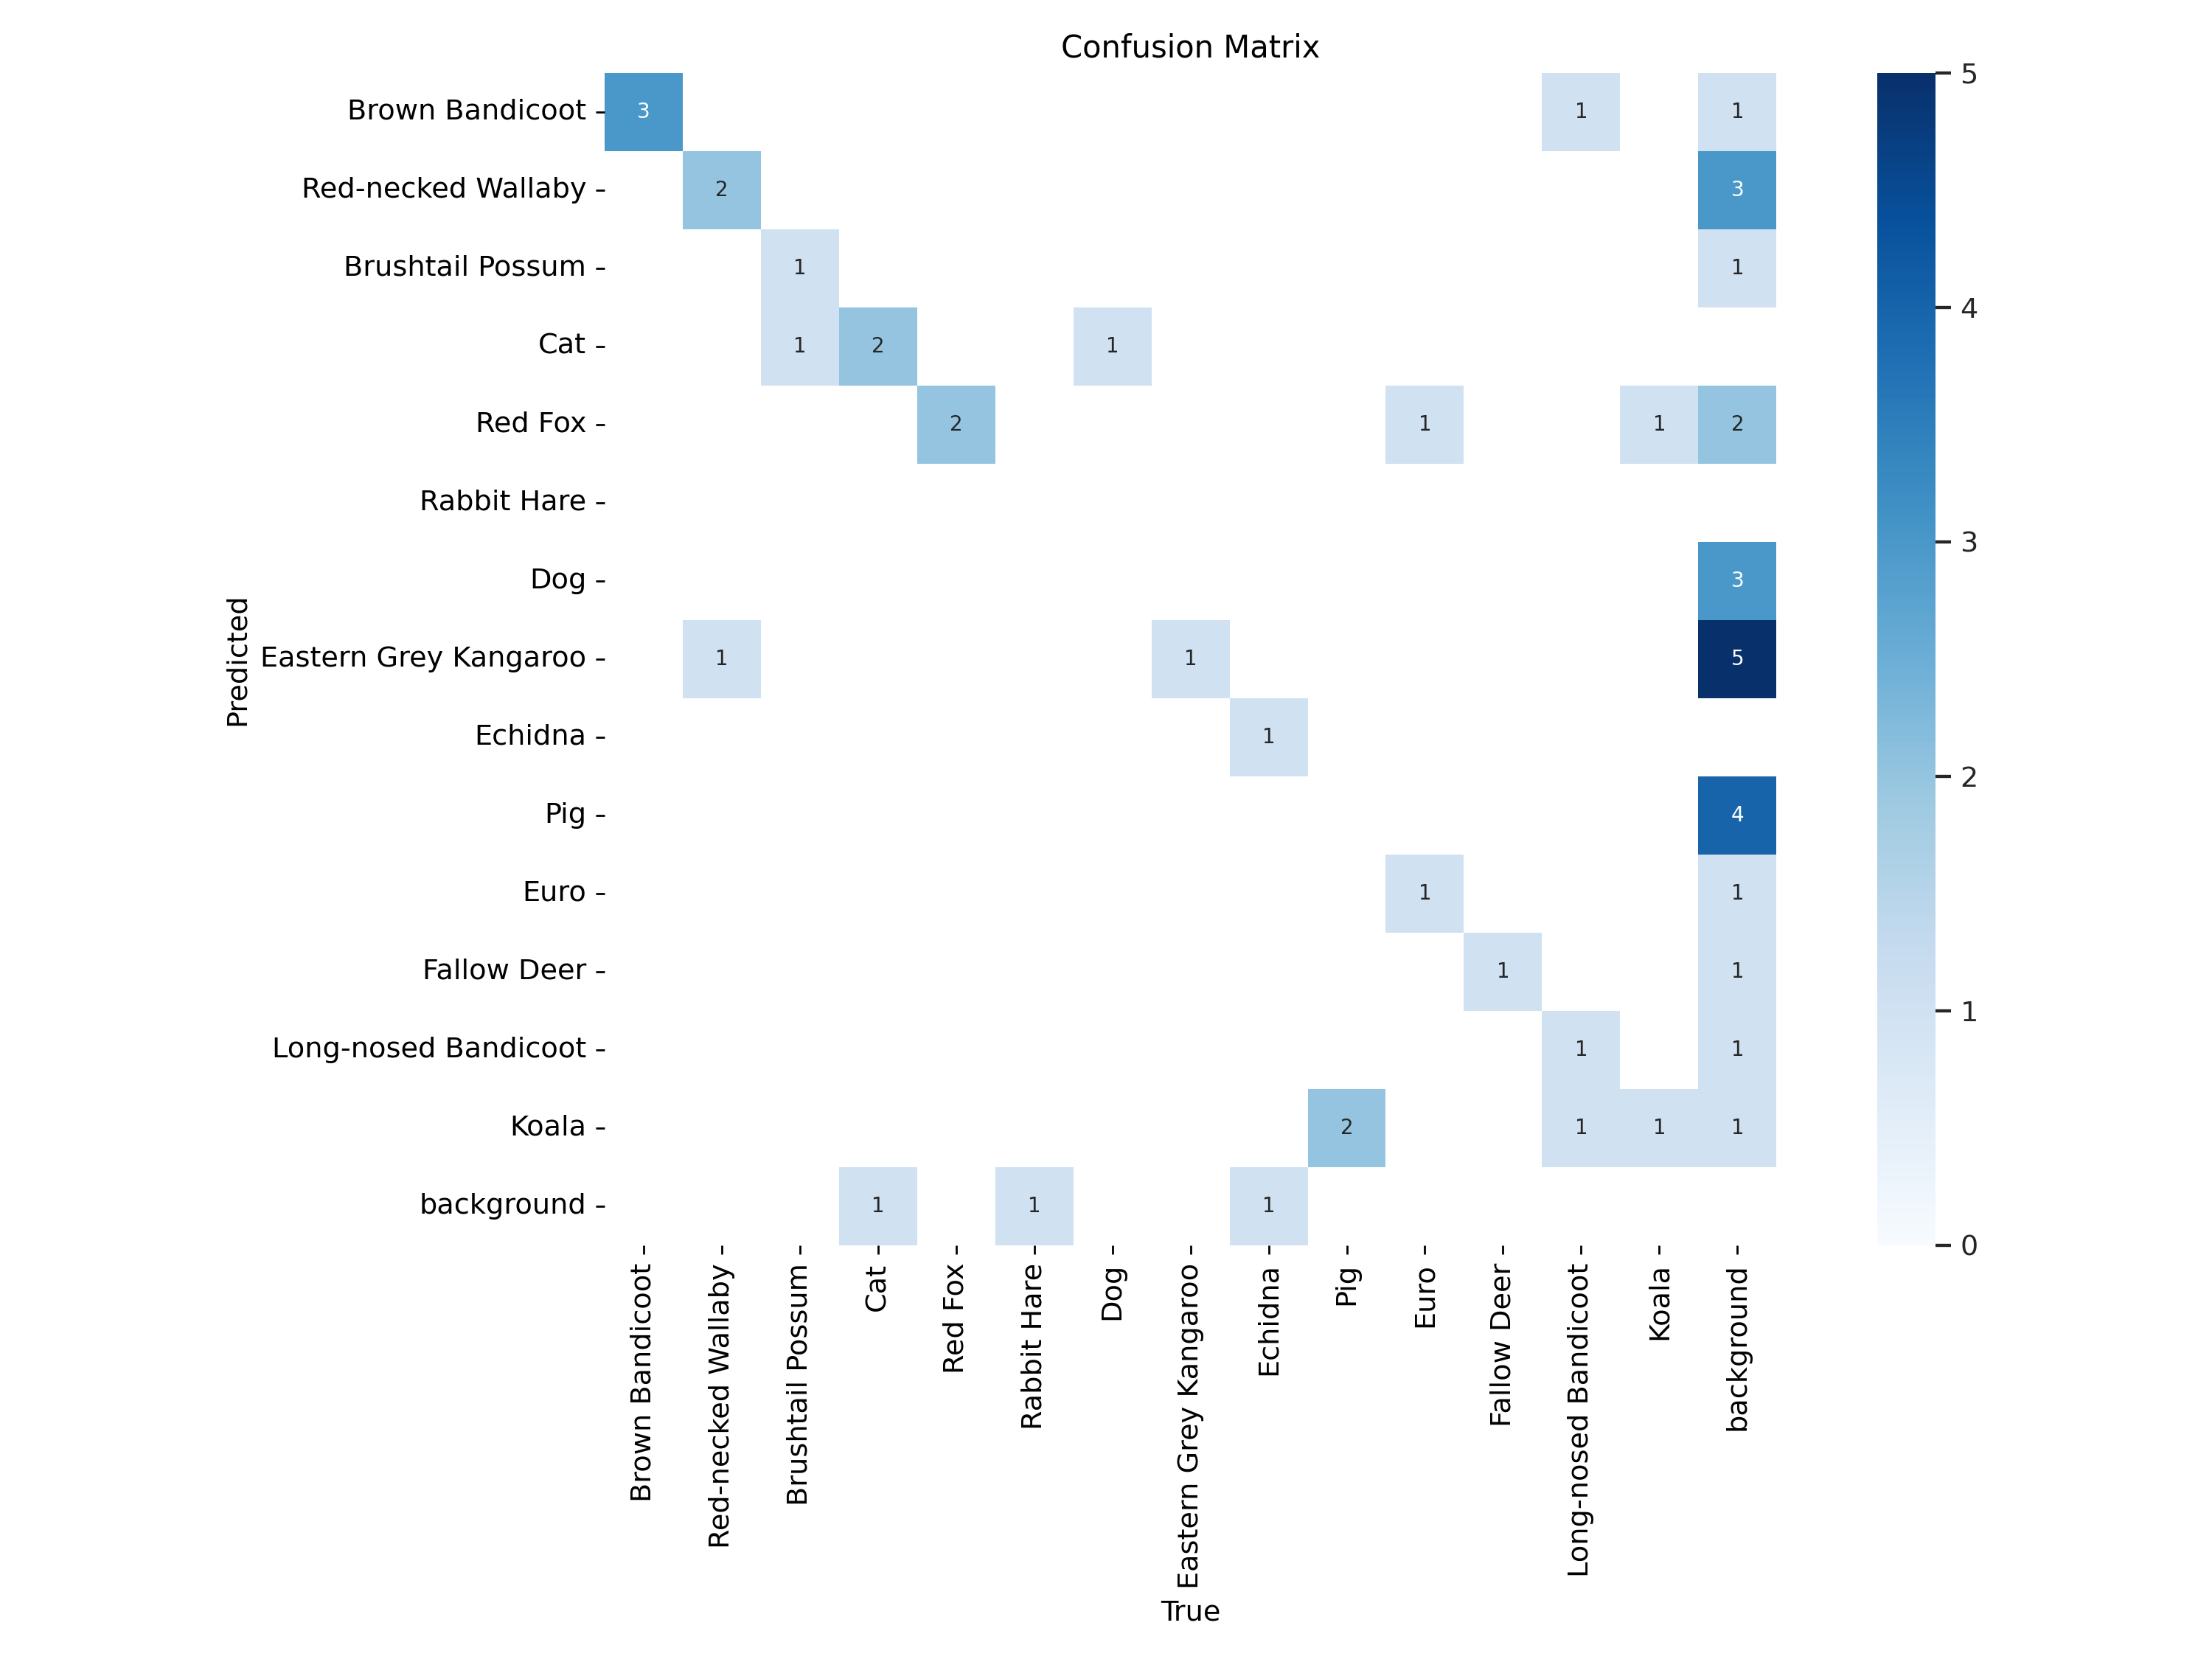 Confusion Matrix
Predicted
Brown Bandicoot 3 1 1
Red-necked Wallaby 2 3
Brushtail Possum 1 1
Cat 1 2 1
Red Fox 2 1 1 2
Rabbit Hare
Dog 3
Eastern Grey Kangaroo 1 1 5
Echidna 1
Pig 4
Euro 1 1
Fallow Deer 1 1
Long-nosed Bandicoot 1 1
Koala 2 1 1 1
background 1 1 1
Brown Bandicoot
Red-necked Wallaby
Brushtail Possum
Cat
Red Fox
Rabbit Hare
Dog
Eastern Grey Kangaroo
Echidna
Pig
Euro
Fallow Deer
Long-nosed Bandicoot
Koala
background
True
5
4
3
2
1
0